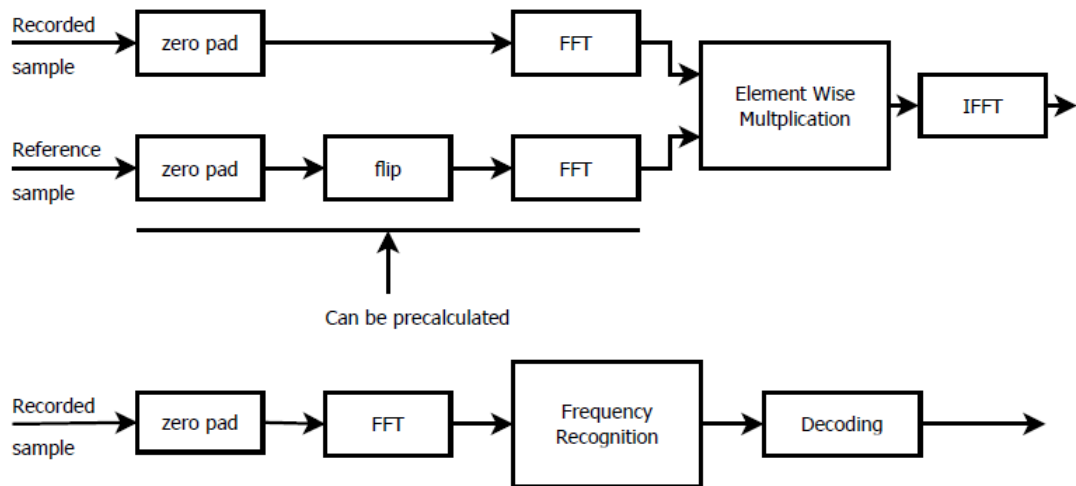 Recorded
sample
zero pad
FFT
Element Wise
Multplication
IFFT
Reference
sample
zero pad
flip
FFT
Can be precalculated
Recorded
sample
zero pad
FFT
Frequency
Recognition
Decoding